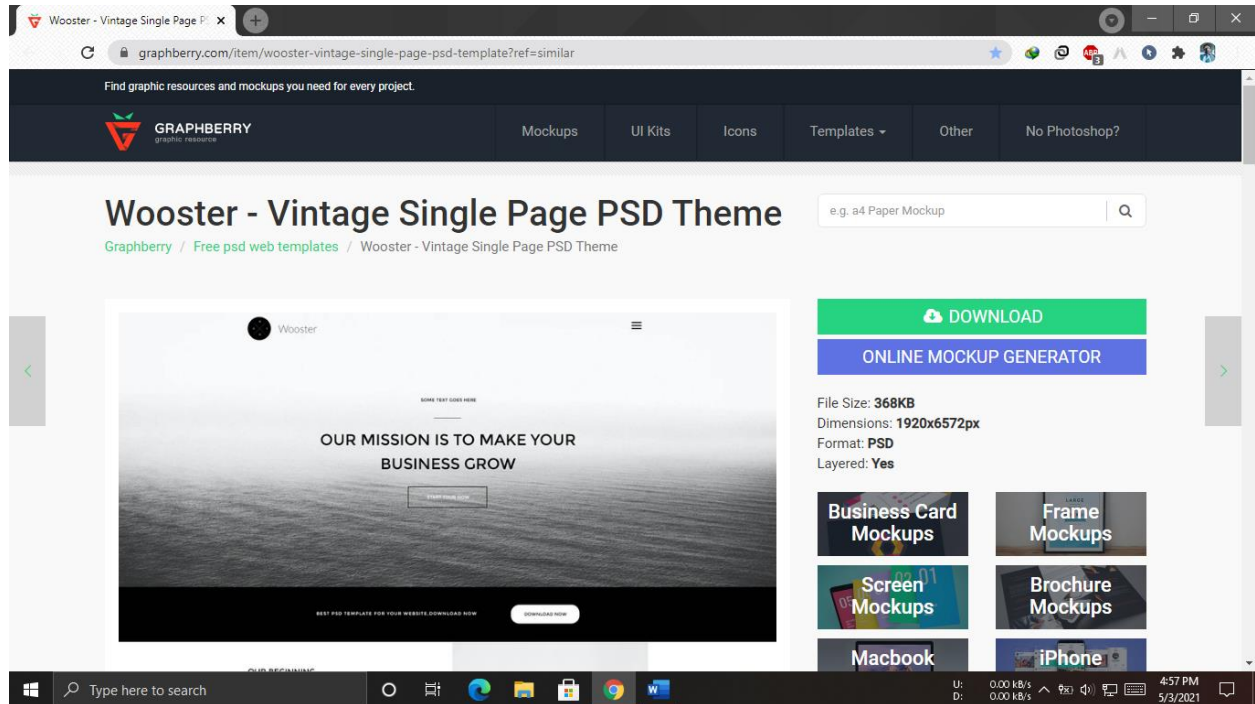 Wooster - Vintage Single Page P
graphberry.com/item/wooster-vintage-single-page-psd-template?ref=similar
ABP
3
Find graphic resources and mockups you need for every project.
GRAPHBERRY
graphic resource
Mockups
UI Kits
Icons
Templates
Other
No Photoshop?
Wooster - Vintage Single Page PSD Theme
e.g. a4 Paper Mockup
Graphberry / Free psd web templates / Wooster - Vintage Single Page PSD Theme
Wooster
SOME TEXT GOES HERE
OUR MISSION IS TO MAKE YOUR
BUSINESS GROW
BEST PSD TEMPLATE FOR YOUR WEBSITE.DOWNLOAD NOW
DOWNLOAD NOW
OUR BEGINNING
DOWNLOAD
ONLINE MOCKUP GENERATOR
File Size: 368KB
Dimensions: 1920x6572px
Format: PSD
Layered: Yes
Business Card
Mockups
Frame
Mockups
Screen
Mockups
Brochure
Mockups
Macbook
iPhone
Type here to search
U: 0.00 kB/s
D: 0.00 kB/s
4:57 PM
5/3/2021